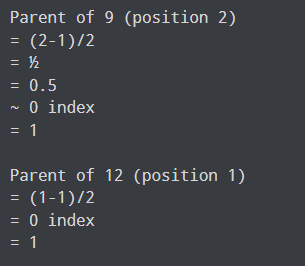 Parent of 9 (position 2)
= (2-1)/2
= ½
= 0.5
~ 0 index
= 1
Parent of 12 (position 1)
= (1-1)/2
= 0 index
= 1